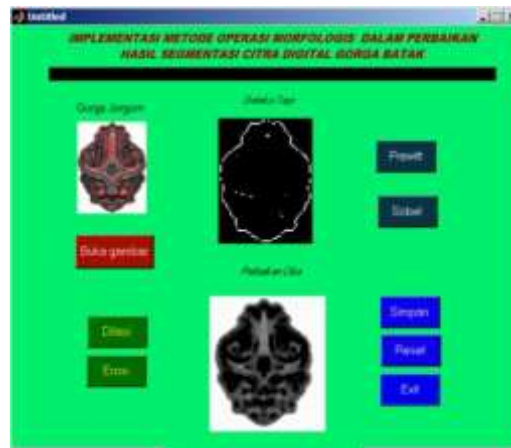 Untitled
IMPLEMENTASI METODE OPERASI MORFOLOGIS DALAM PERBAIKAN
HASIL SEGMENTASI CITRA DIGITAL GORGA BATAK
Gorga Jorgom
Deteksi Tepi
Prewitt
Sobel
Buka gambar
Perbaikan Citra
Dilasi
Erosi
Simpan
Reset
Exit